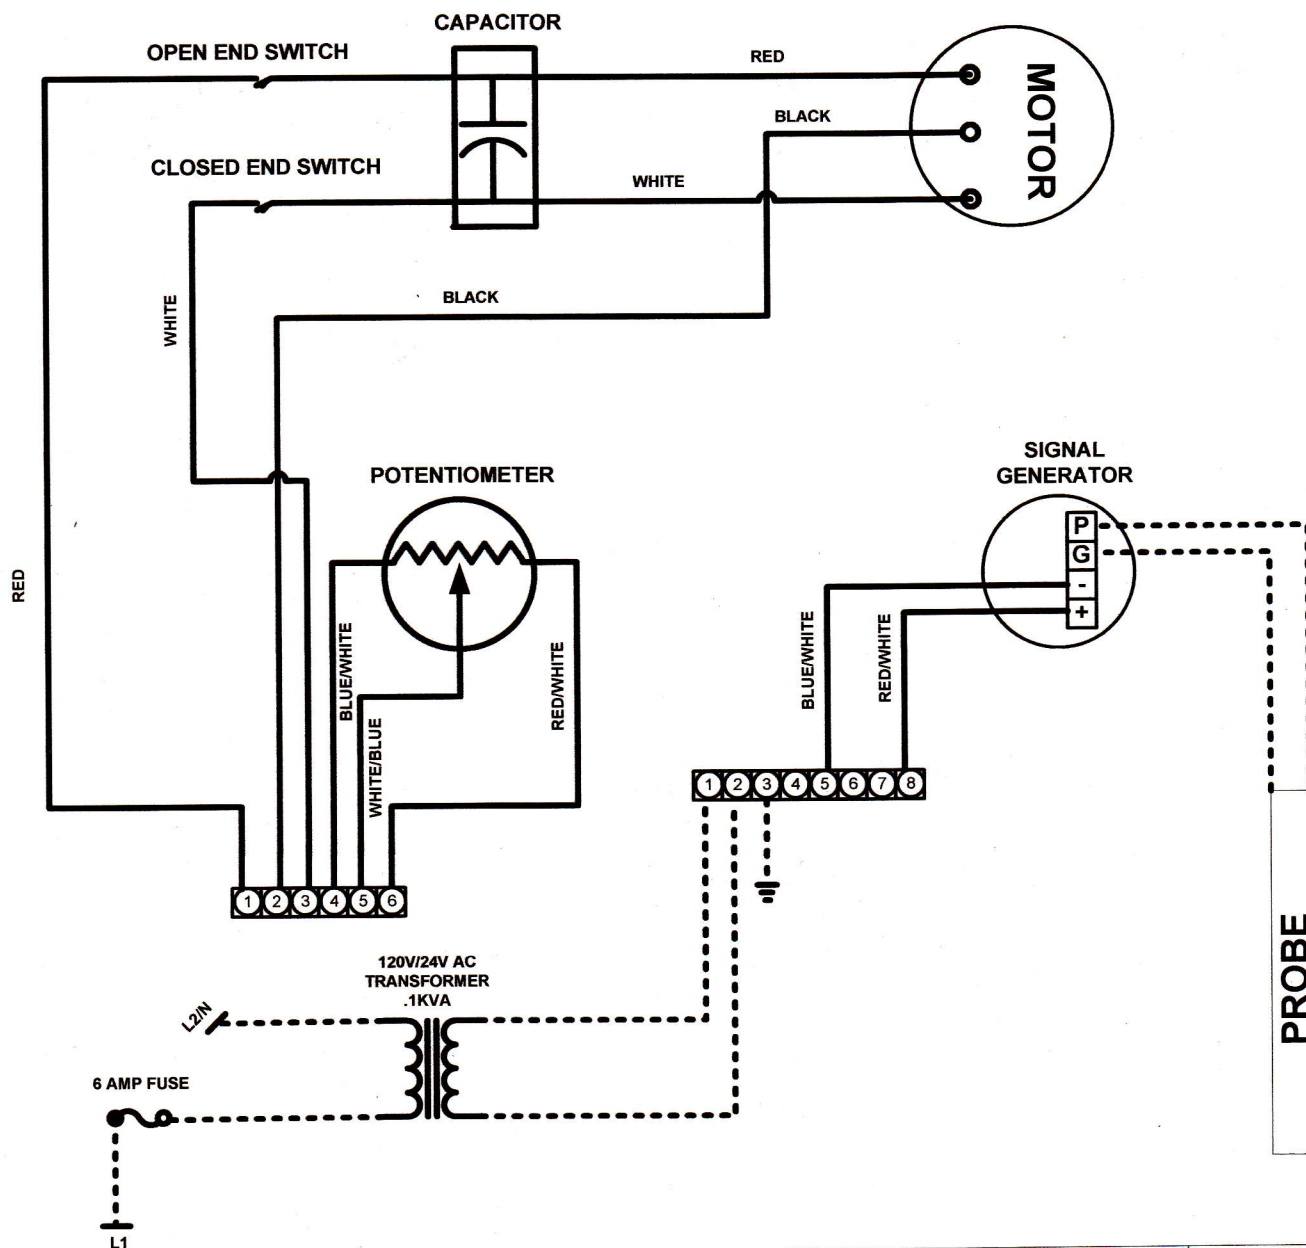 CAPACITOR
OPEN END SWITCH
RED
MOTOR
BLACK
CLOSED END SWITCH
WHITE
WHITE
BLACK
SIGNAL
GENERATOR
POTENTIOMETER
P
G
-
+
RED
BLUE/WHITE
WHITE/BLUE
RED/WHITE
BLUE/WHITE
RED/WHITE
1 2 3 4 5 6 7 8
1 2 3 4 5 6
PROBE
120V/24V AC
TRANSFORMER
.1KVA
L2/N
6 AMP FUSE
L1